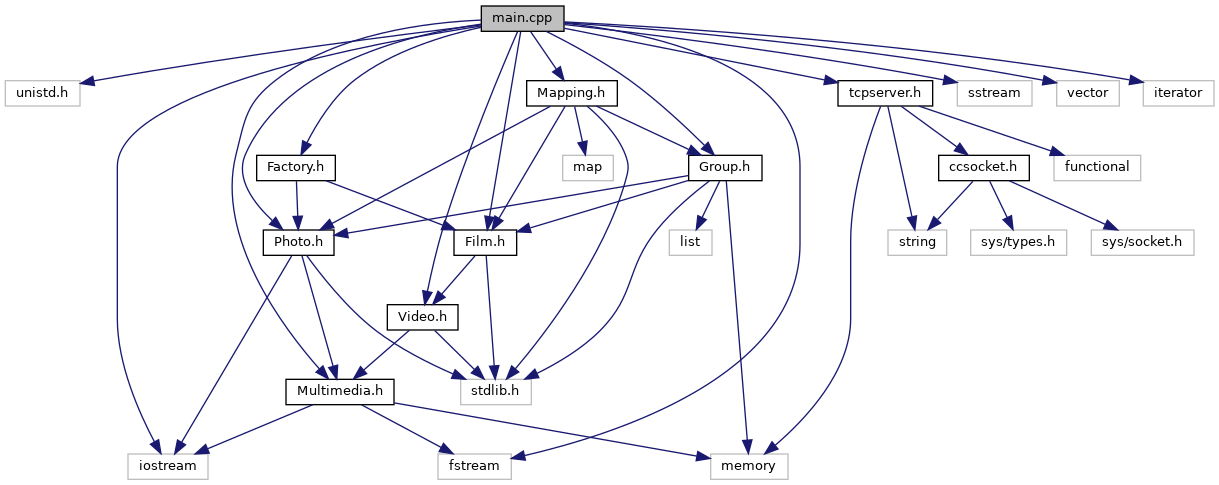 main.cpp
unistd.h
Mapping.h
tcpserver.h
sstream
vector
iterator
Factory.h
map
Group.h
ccsocket.h
functional
Photo.h
Film.h
list
string
sys/types.h
sys/socket.h
Video.h
Multimedia.h
stdlib.h
iostream
fstream
memory